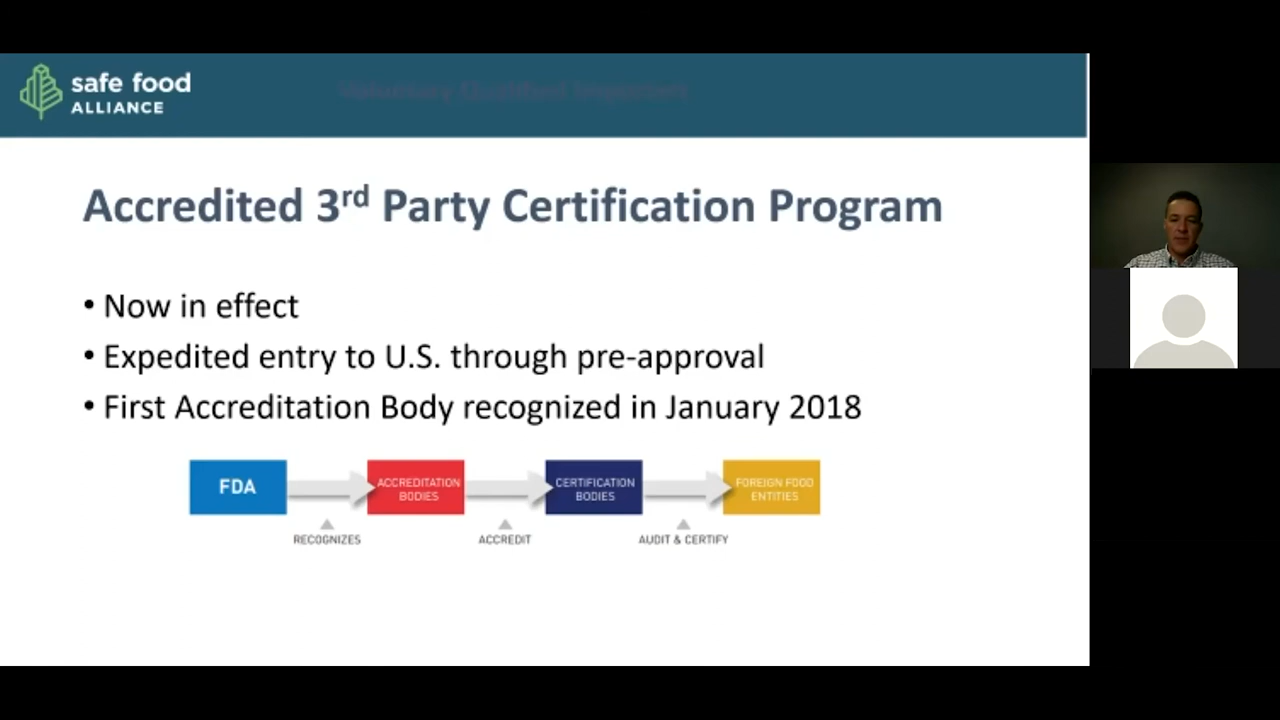 safe food
ALLIANCE
Accredited 3rd Party Certification Program
• Now in effect
• Expedited entry to U.S. through pre-approval
• First Accreditation Body recognized in January 2018
FDA
ACCREDITATION
BODIES
CERTIFICATION
BODIES
FOREIGN FOOD
ENTITIES
RECOGNIZES
ACCREDIT
AUDIT & CERTIFY